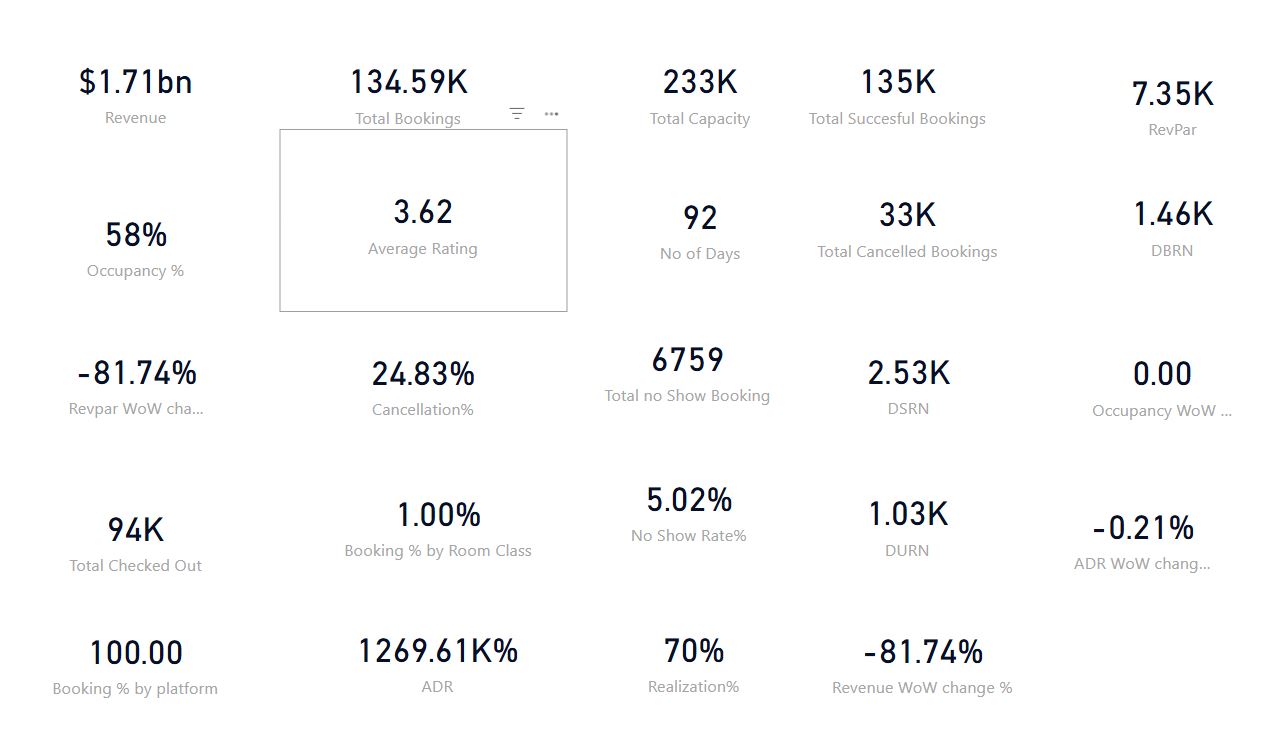 $1.71bn
Revenue
134.59K
Total Bookings
233K
Total Capacity
135K
Total Succesful Bookings
7.35K
RevPar
58%
Occupancy %
3.62
Average Rating
92
No of Days
33K
Total Cancelled Bookings
1.46K
DBRN
-81.74%
Revpar WoW cha...
24.83%
Cancellation%
6759
Total no Show Booking
2.53K
DSRN
0.00
Occupancy WoW ...
94K
Total Checked Out
1.00%
Booking % by Room Class
5.02%
No Show Rate%
1.03K
DURN
-0.21%
ADR WoW chang...
100.00
Booking % by platform
1269.61K%
ADR
70%
Realization%
-81.74%
Revenue WoW change %